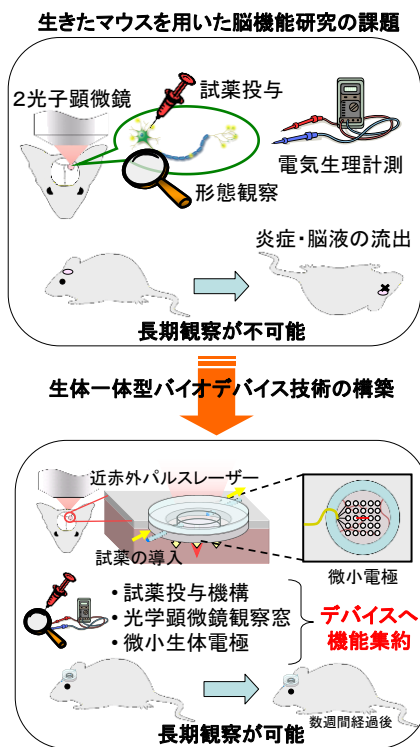 生きたマウスを用いた脳機能研究の課題
2光子顕微鏡
試薬投与
形態観察
電気生理計測
炎症・脳液の流出
長期観察が不可能
生体一体型バイオデバイス技術の構築
近赤外パルスレーザー
試薬の導入
微小電極
・試薬投与機構
・光学顕微鏡観察窓
・微小生体電極
デバイスへ
機能集約
数週間経過後
長期観察が可能